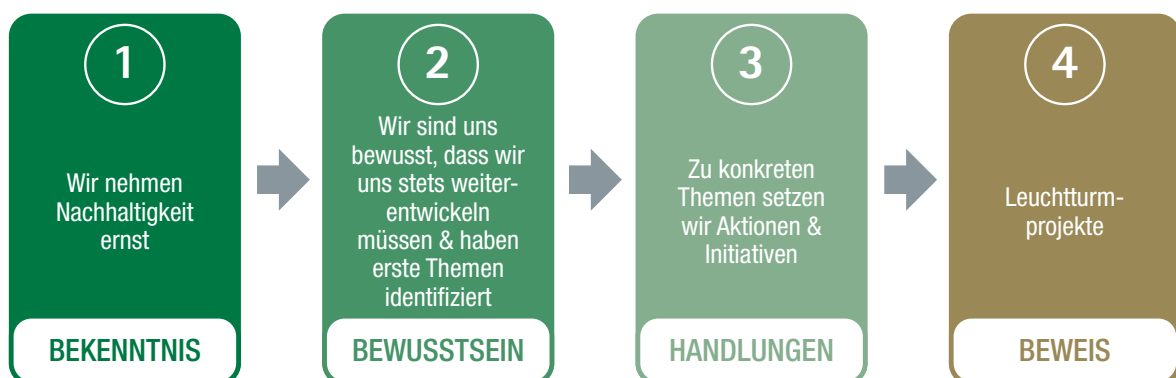 1
Wir nehmen
Nachhaltigkeit
ernst
BEKENNTNIS
2
Wir sind uns
bewusst, dass wir
uns stets weiter-
entwickeln
müssen & haben
erste Themen
identifiziert
BEWUSSTSEIN
3
Zu konkreten
Themen setzen
wir Aktionen &
Initiativen
HANDLUNGEN
4
Leuchtturm-
projekte
BEWEIS